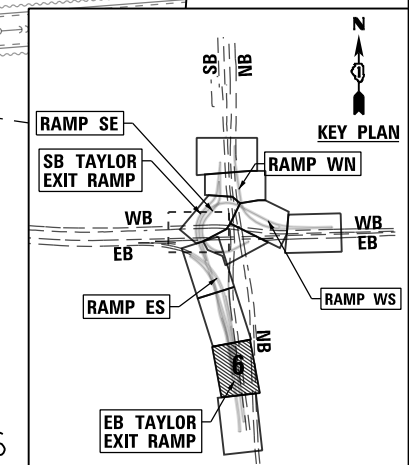 SB
NB
N
KEY PLAN
RAMP SE
SB TAYLOR
EXIT RAMP
RAMP WN
WB
EB
WB
EB
RAMP ES
RAMP WS
NB
6
EB TAYLOR
EXIT RAMP